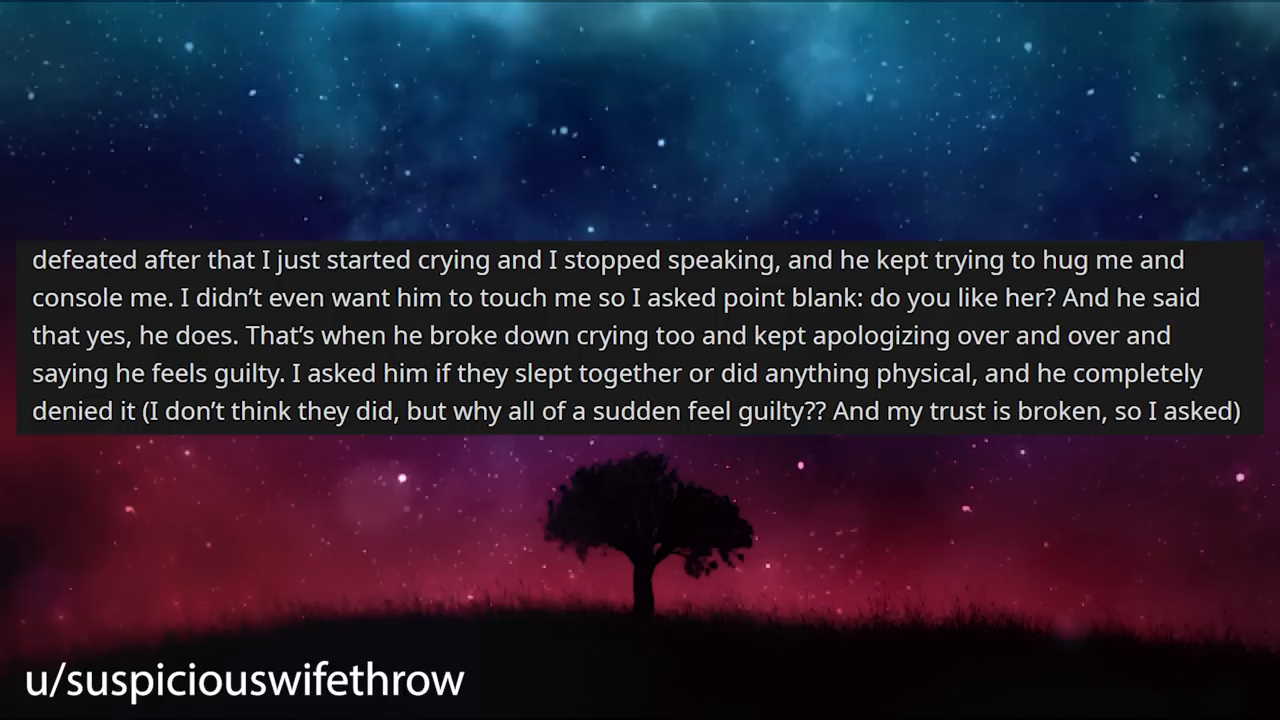 defeated after that I just started crying and I stopped speaking, and he kept trying to hug me and
console me. I didn’t even want him to touch me so I asked point blank: do you like her? And he said
that yes, he does. That’s when he broke down crying too and kept apologizing over and over and
saying he feels guilty. I asked him if they slept together or did anything physical, and he completely
denied it (I don’t think they did, but why all of a sudden feel guilty?? And my trust is broken, so I asked)
u/suspiciouswifethrow